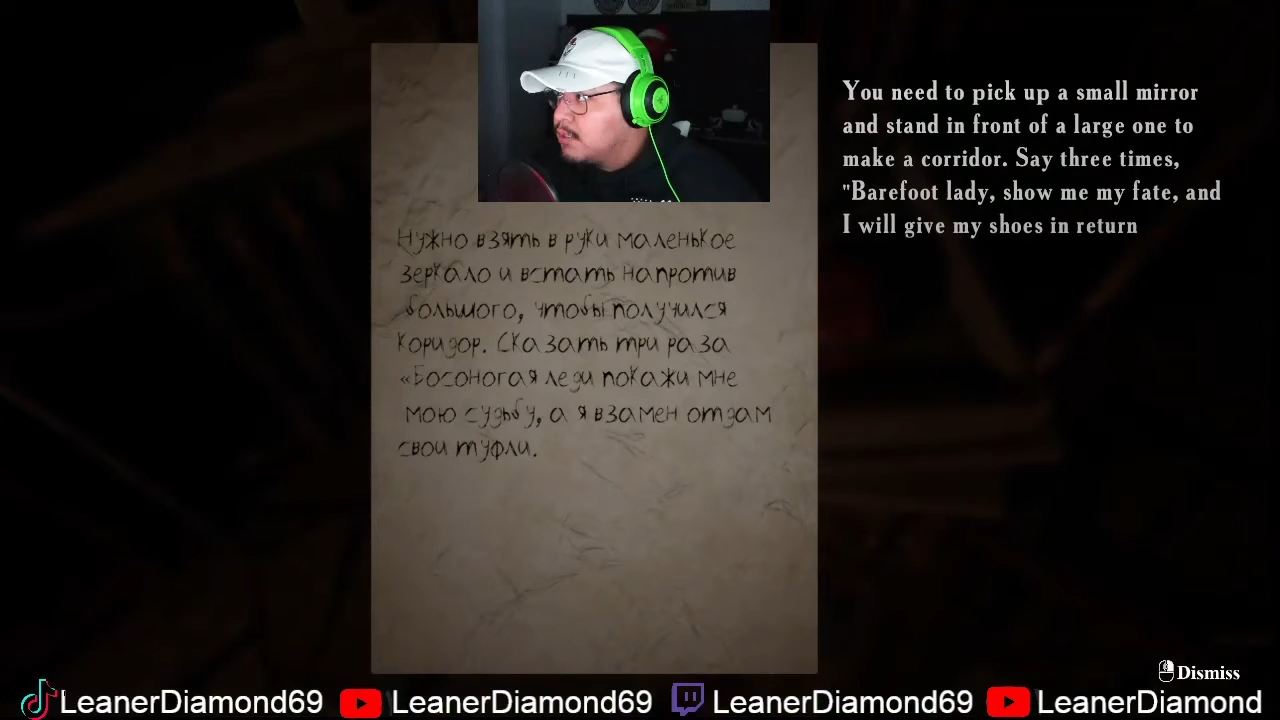 You need to pick up a small mirror
and stand in front of a large one to
make a corridor. Say three times,
"Barefoot lady, show me my fate, and
I will give my shoes in return
Нужно взять в руки маленькое
зеркало и встать напротив
большого, чтобы получился
коридор. Сказать три раза
«Босоногая леди покажи мне
мою судьбу, а я взамен отдам
свои туфли.
Dismiss
LeanerDiamond69 LeanerDiamond69 LeanerDiamond69 LeanerDiamond